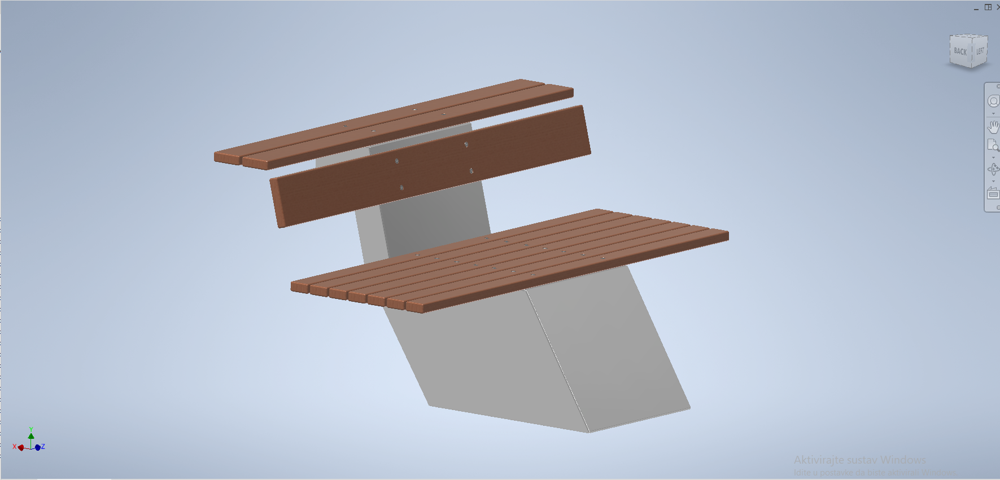 BACK
LEFT
Y
X
Z
Aktivirajte sustav Windows
Idite u postavke da biste aktivirali Windows.